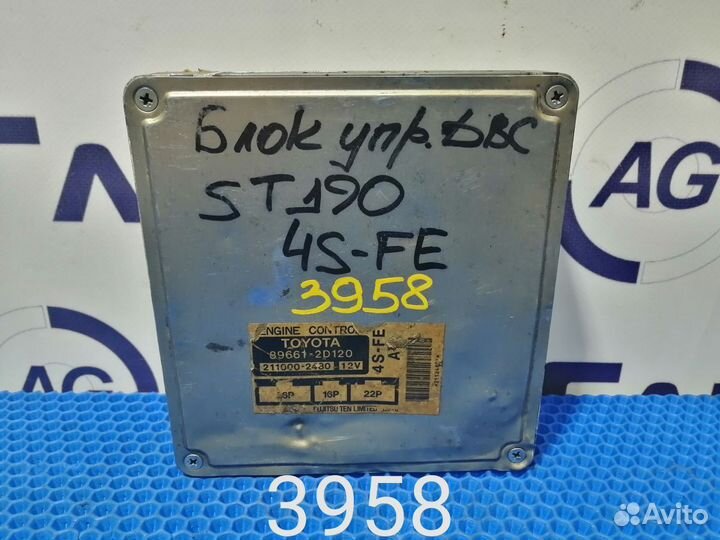 AG
AG
Блок упр. ДВС
ST190
4S-FE
3958
ENGINE CONTROL
TOYOTA
89661-2D120
211000-2430 12V
16P 22P
FUJITSU TEN LIMITED
4S-FE
3958
Avito